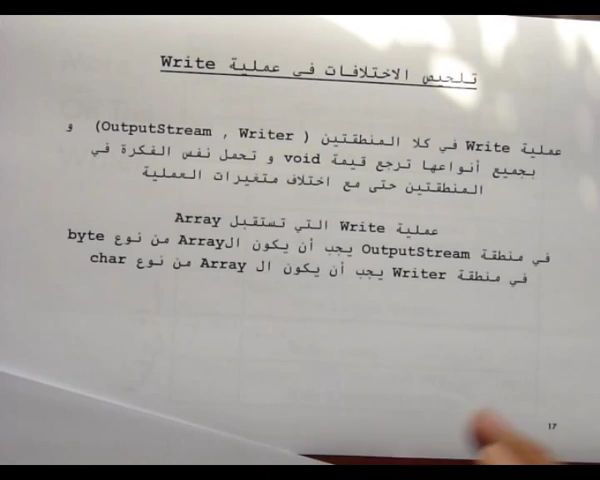 تلخيص الاختلافات في عملية Write
عملية Write في كلا المنطقتين ( OutputStream , Writer) و
بجميع أنواعها ترجع قيمة void و تحمل نفس الفكرة في
المنطقتين حتى مع اختلاف متغيرات العملية
عملية Write التي تستقبل Array
في منطقة OutputStream يجب أن يكون الArray من نوع byte
في منطقة Writer يجب أن يكون ال Array من نوع char
17